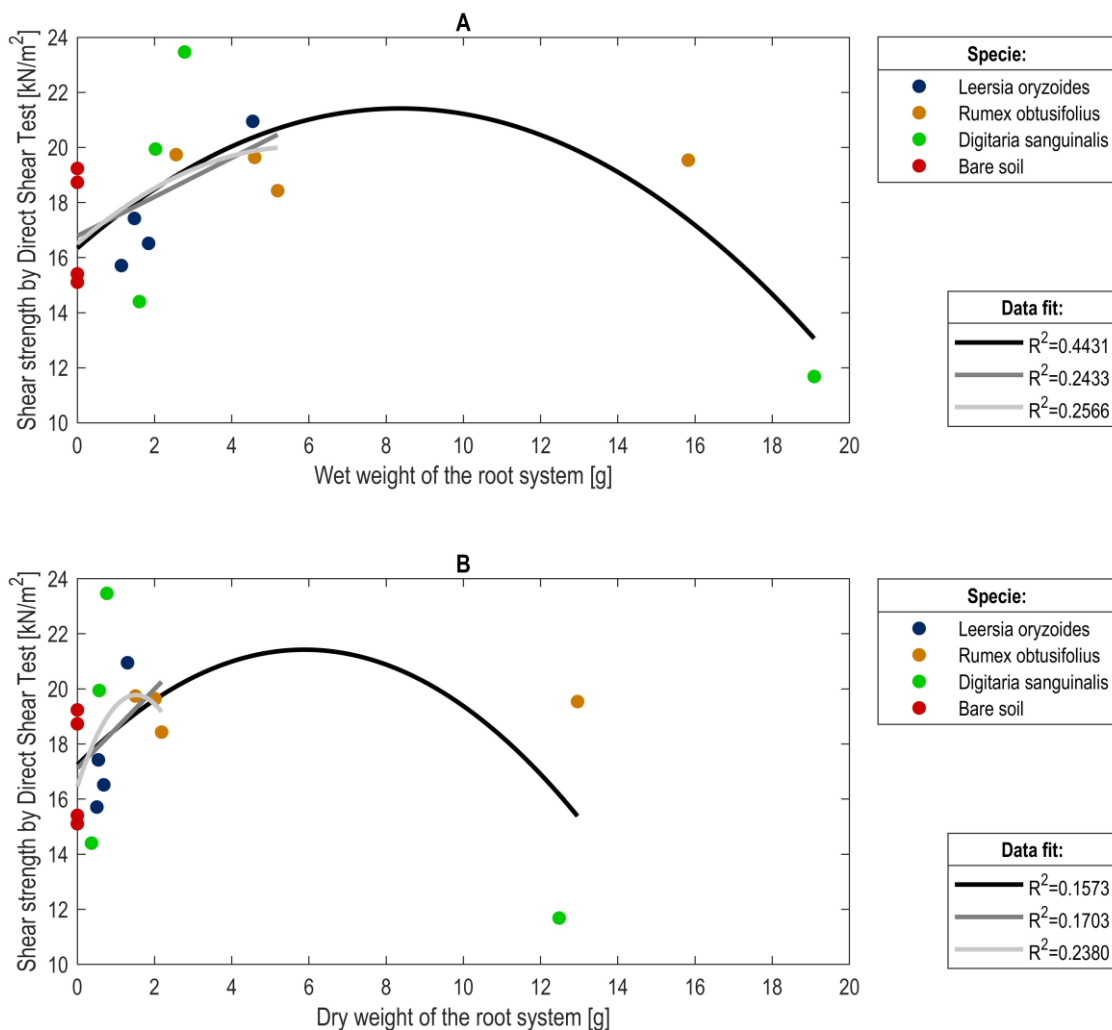 A
24
22
20
18
16
14
12
10
Shear strength by Direct Shear Test [kN/m²]
0 2 4 6 8 10 12 14 16 18 20
Wet weight of the root system [g]
Specie:
Leersia oryzoides
Rumex obtusifolius
Digitaria sanguinalis
Bare soil
Data fit:
R²=0.4431
R²=0.2433
R²=0.2566
B
24
22
20
18
16
14
12
10
Shear strength by Direct Shear Test [kN/m²]
0 2 4 6 8 10 12 14 16 18 20
Dry weight of the root system [g]
Specie:
Leersia oryzoides
Rumex obtusifolius
Digitaria sanguinalis
Bare soil
Data fit:
R²=0.1573
R²=0.1703
R²=0.2380